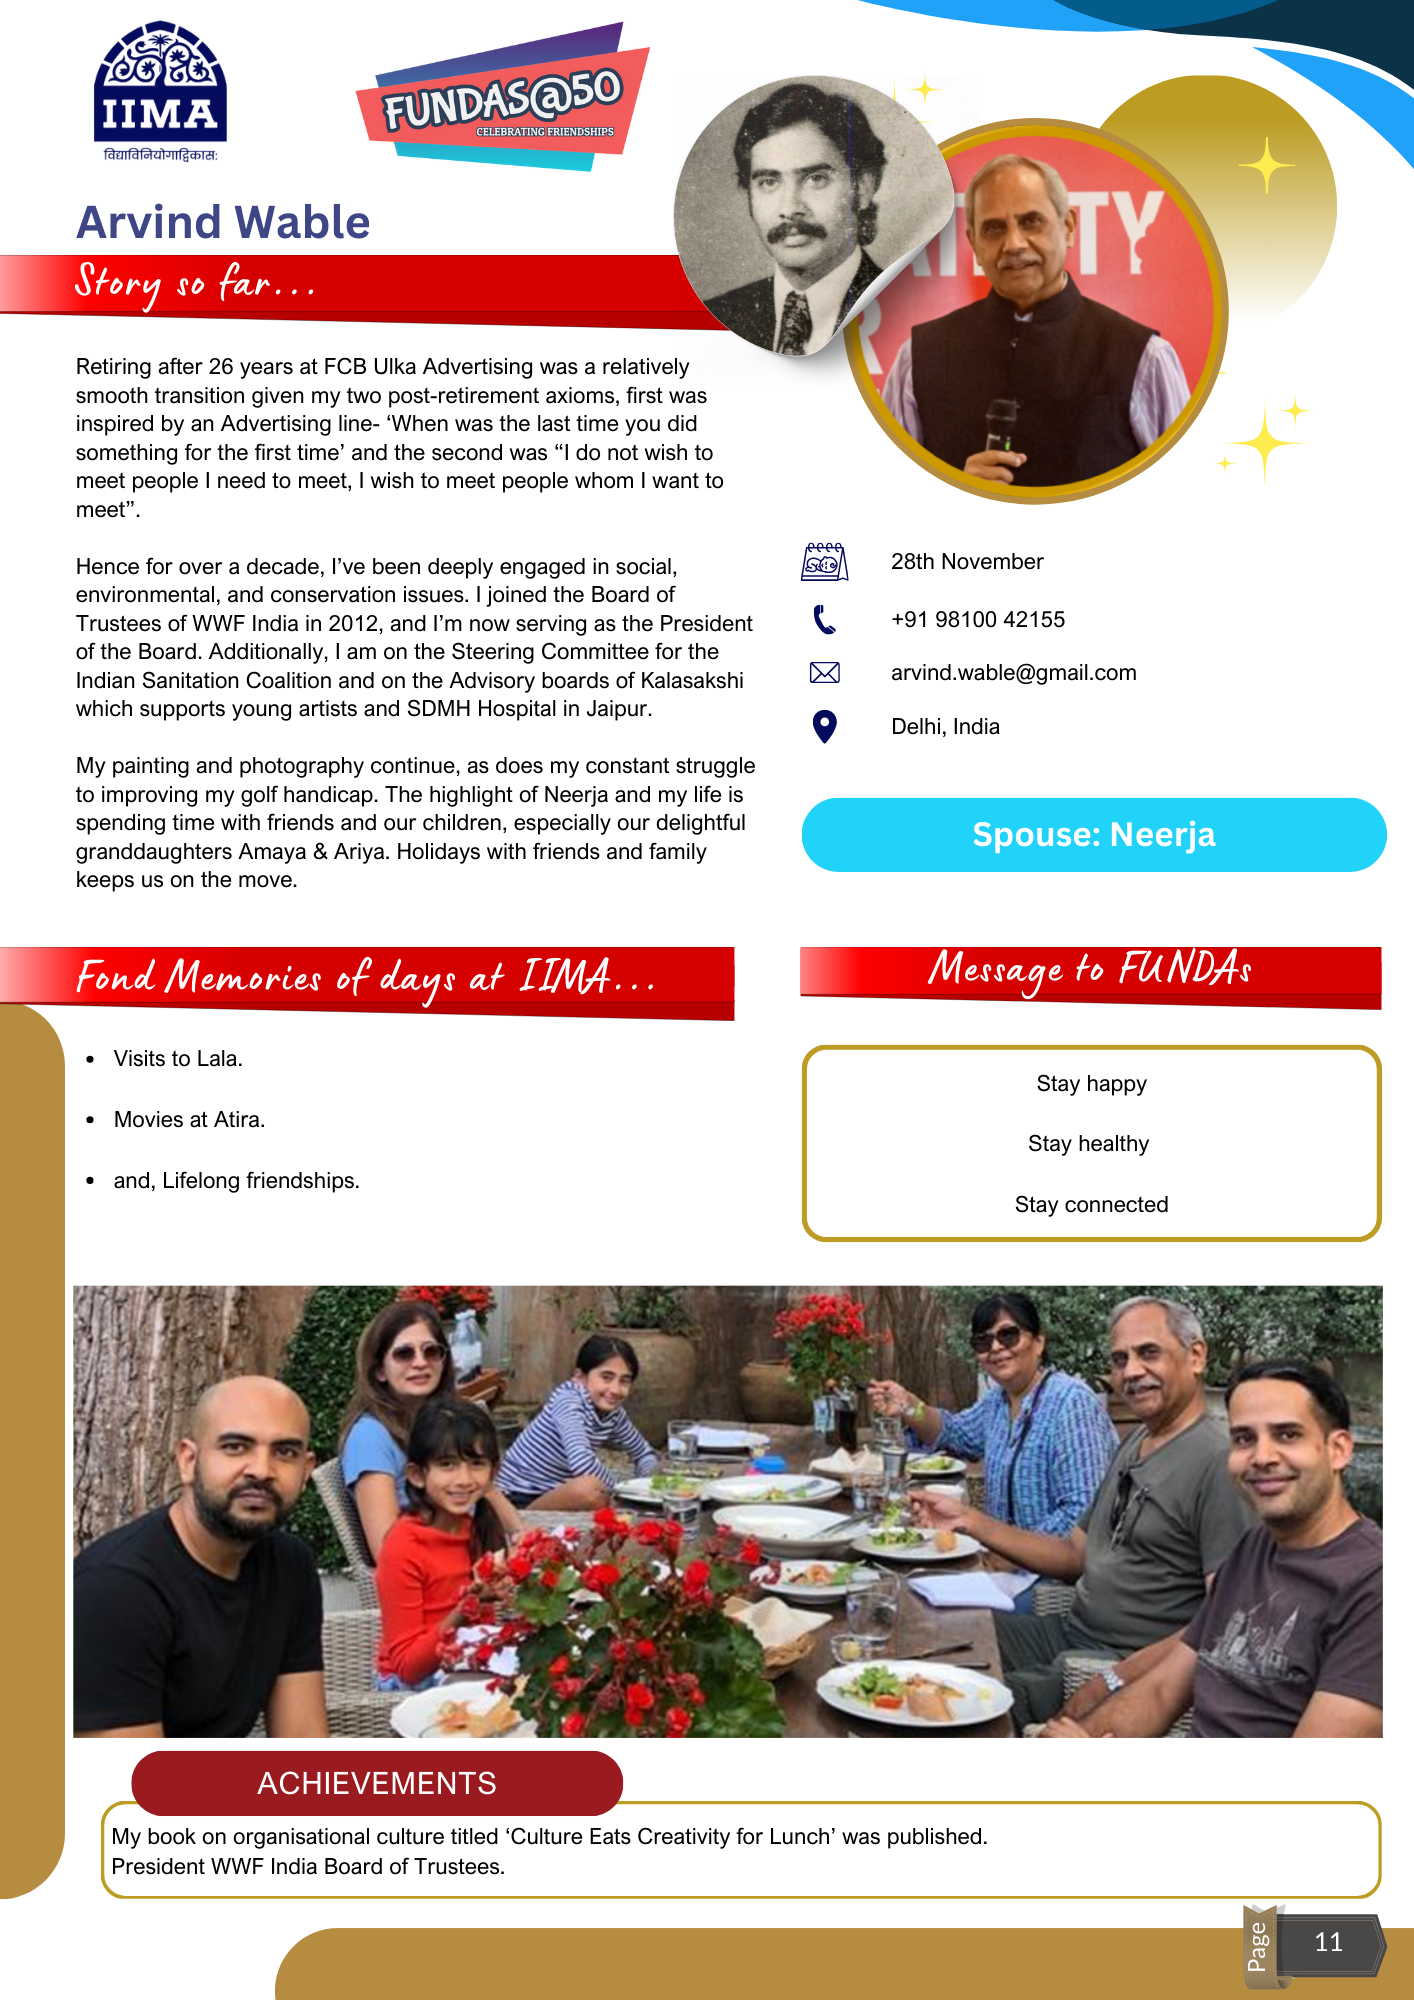 IIMA
विद्याविनियोगाद्विकासः
FUNDAS@50
CELEBRATING FRIENDSHIPS
Arvind Wable
Story so far...
Retiring after 26 years at FCB Ulka Advertising was a relatively
smooth transition given my two post-retirement axioms, first was
inspired by an Advertising line- ‘When was the last time you did
something for the first time’ and the second was “I do not wish to
meet people I need to meet, I wish to meet people whom I want to
meet”.
Hence for over a decade, I’ve been deeply engaged in social,
environmental, and conservation issues. I joined the Board of
Trustees of WWF India in 2012, and I’m now serving as the President
of the Board. Additionally, I am on the Steering Committee for the
Indian Sanitation Coalition and on the Advisory boards of Kalasakshi
which supports young artists and SDMH Hospital in Jaipur.
My painting and photography continue, as does my constant struggle
to improving my golf handicap. The highlight of Neerja and my life is
spending time with friends and our children, especially our delightful
granddaughters Amaya & Ariya. Holidays with friends and family
keeps us on the move.
28th November
+91 98100 42155
arvind.wable@gmail.com
Delhi, India
Spouse: Neerja
Fond Memories of days at IIMA...
• Visits to Lala.
• Movies at Atira.
• and, Lifelong friendships.
Message to FUNDAs
Stay happy
Stay healthy
Stay connected
ACHIEVEMENTS
My book on organisational culture titled ‘Culture Eats Creativity for Lunch’ was published.
President WWF India Board of Trustees.
Page 11